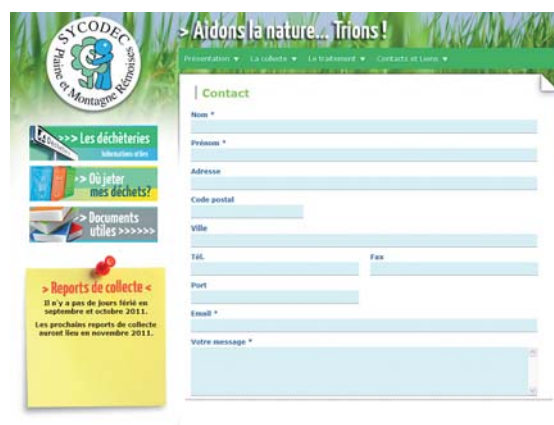 SYCODEC
Plaine et Montagne Rémoises
> Aidons la nature... Trions !
Présentation ▼ La collecte ▼ Le traitement ▼ Contacts et Liens ▼
Contact
Nom *
Prénom *
Adresse
Code postal
Ville
Tél. Fax
Port
Email *
Votre message *
>>> Les déchèteries
Informations utiles
>> Où jeter
mes déchets?
>> Documents
utiles >>>>>>
> Reports de collecte <
Il n'y a pas de jours férié en
septembre et octobre 2011.
Les prochains reports de collecte
auront lieu en novembre 2011.